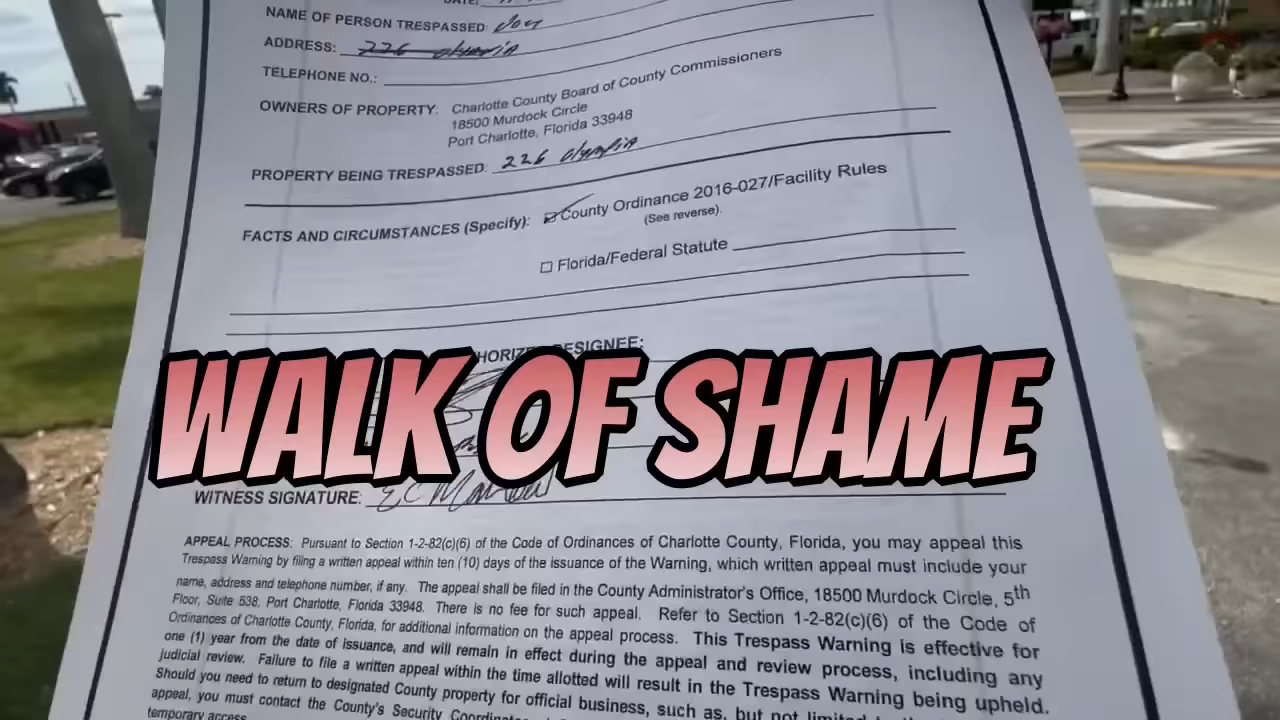 DATE:
NAME OF PERSON TRESPASSED: Joey
ADDRESS: 226 Olympia
TELEPHONE NO.:
OWNERS OF PROPERTY: Charlotte County Board of County Commissioners
18500 Murdock Circle
Port Charlotte, Florida 33948
PROPERTY BEING TRESPASSED: 226 Olympia
FACTS AND CIRCUMSTANCES (Specify): County Ordinance 2016-027/Facility Rules
(See reverse).
☐ Florida/Federal Statute
DESIGNEE:
WALK OF SHAME
WITNESS SIGNATURE:
APPEAL PROCESS: Pursuant to Section 1-2-82(c)(6) of the Code of Ordinances of Charlotte County, Florida, you may appeal this
Trespass Warning by filing a written appeal within ten (10) days of the issuance of the Warning, which written appeal must include your
name, address and telephone number, if any. The appeal shall be filed in the County Administrator's Office, 18500 Murdock Circle, 5th
Floor, Suite 538, Port Charlotte, Florida 33948. There is no fee for such appeal. Refer to Section 1-2-82(c)(6) of the Code of
Ordinances of Charlotte County, Florida, for additional information on the appeal process. This Trespass Warning is effective for
one (1) year from the date of issuance, and will remain in effect during the appeal and review process, including any
judicial review. Failure to file a written appeal within the time allotted will result in the Trespass Warning being upheld.
Should you need to return to designated County property for official business, such as, but not limited
appeal, you must contact the County's Security
temporary access